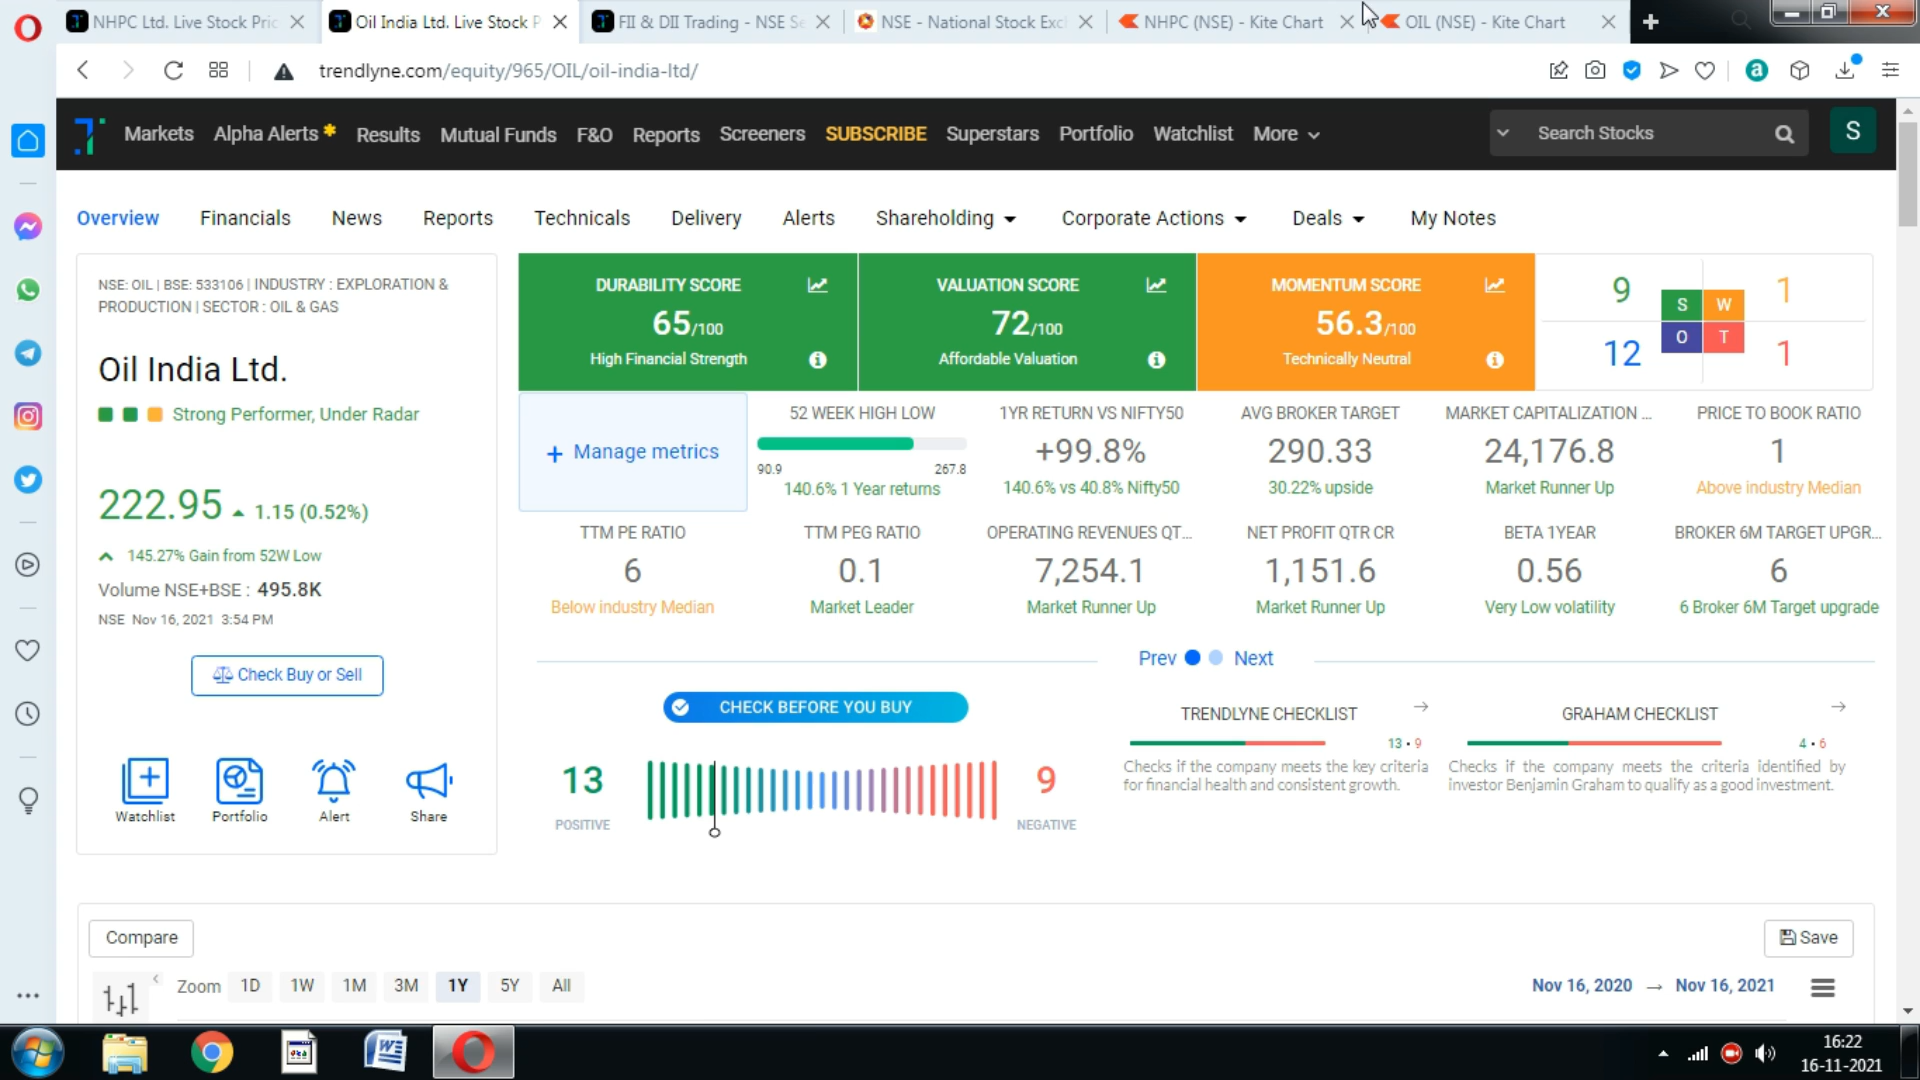 NHPC Ltd. Live Stock Pric
Oil India Ltd. Live Stock P
FII & DII Trading - NSE Se
NSE - National Stock Exc
NHPC (NSE) - Kite Chart
OIL (NSE) - Kite Chart
trendlyne.com/equity/965/OIL/oil-india-ltd/
Markets Alpha Alerts Results Mutual Funds F&O Reports Screeners SUBSCRIBE Superstars Portfolio Watchlist More
Search Stocks
S
Overview Financials News Reports Technicals Delivery Alerts Shareholding Corporate Actions Deals My Notes
NSE: OIL | BSE: 533106 | INDUSTRY : EXPLORATION &
PRODUCTION | SECTOR : OIL & GAS
Oil India Ltd.
Strong Performer, Under Radar
222.95 1.15 (0.52%)
145.27% Gain from 52W Low
Volume NSE+BSE : 495.8K
NSE Nov 16, 2021 3:54 PM
Check Buy or Sell
Watchlist Portfolio Alert Share
DURABILITY SCORE
65/100
High Financial Strength
VALUATION SCORE
72/100
Affordable Valuation
MOMENTUM SCORE
56.3/100
Technically Neutral
9 S W 1
12 O T 1
Manage metrics
52 WEEK HIGH LOW
90.9 267.8
140.6% 1 Year returns
1YR RETURN VS NIFTY50
+99.8%
140.6% vs 40.8% Nifty50
AVG BROKER TARGET
290.33
30.22% upside
MARKET CAPITALIZATION ...
24,176.8
Market Runner Up
PRICE TO BOOK RATIO
1
Above industry Median
TTM PE RATIO
6
Below industry Median
TTM PEG RATIO
0.1
Market Leader
OPERATING REVENUES QT...
7,254.1
Market Runner Up
NET PROFIT QTR CR
1,151.6
Market Runner Up
BETA 1YEAR
0.56
Very Low volatility
BROKER 6M TARGET UPGR...
6
6 Broker 6M Target upgrade
Prev Next
CHECK BEFORE YOU BUY
13
POSITIVE
9
NEGATIVE
TRENDLYNE CHECKLIST
13 • 9
Checks if the company meets the key criteria
for financial health and consistent growth.
GRAHAM CHECKLIST
4 • 6
Checks if the company meets the criteria identified by
investor Benjamin Graham to qualify as a good investment.
Compare
Save
Zoom 1D 1W 1M 3M 1Y 5Y All
Nov 16, 2020 → Nov 16, 2021
16:22
16-11-2021